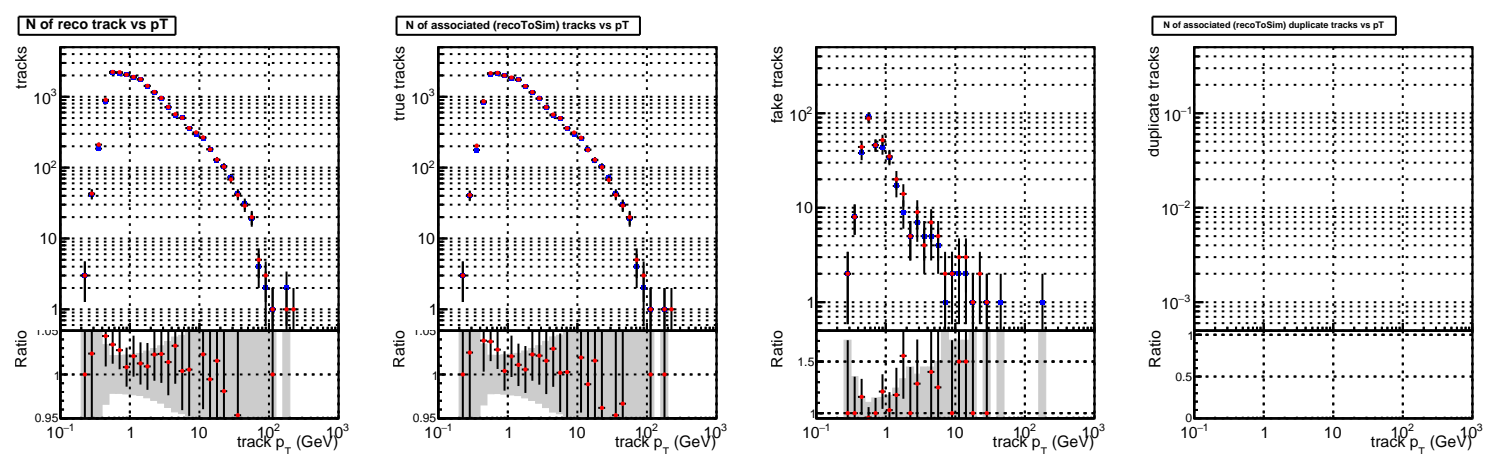 N of reco track vs pT
tracks
10³
10²
10
1
Ratio
1.05
1
0.95
10⁻¹ 1 10 10² 10³
track p_T (GeV)
N of associated (recoToSim) tracks vs pT
true tracks
10³
10²
10
1
Ratio
1.05
1
0.95
10⁻¹ 1 10 10² 10³
track p_T (GeV)
fake tracks
10²
10
1
Ratio
1.5
1
10⁻¹ 1 10 10² 10³
track p_T (GeV)
N of associated (recoToSim) duplicate tracks vs pT
duplicate tracks
10⁻¹
10⁻²
10⁻³
Ratio
1
0.5
0
10⁻¹ 1 10 10² 10³
track p_T (GeV)